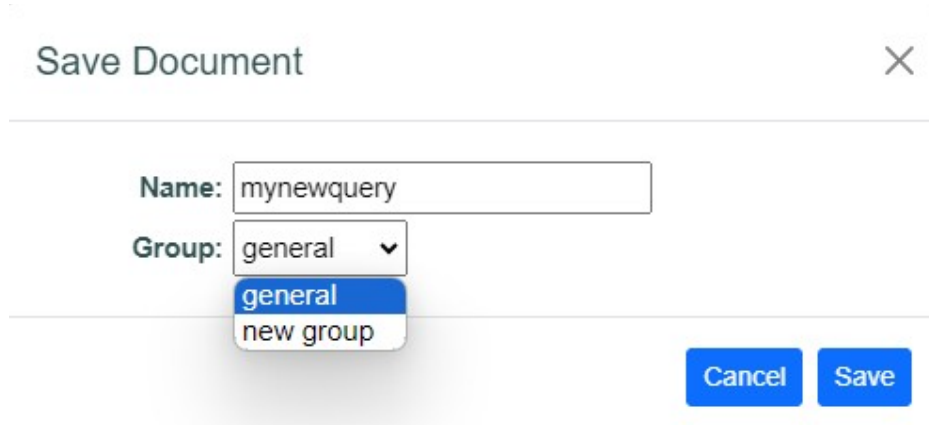 Save Document
Name: mynewquery
Group: general
general
new group
Cancel Save